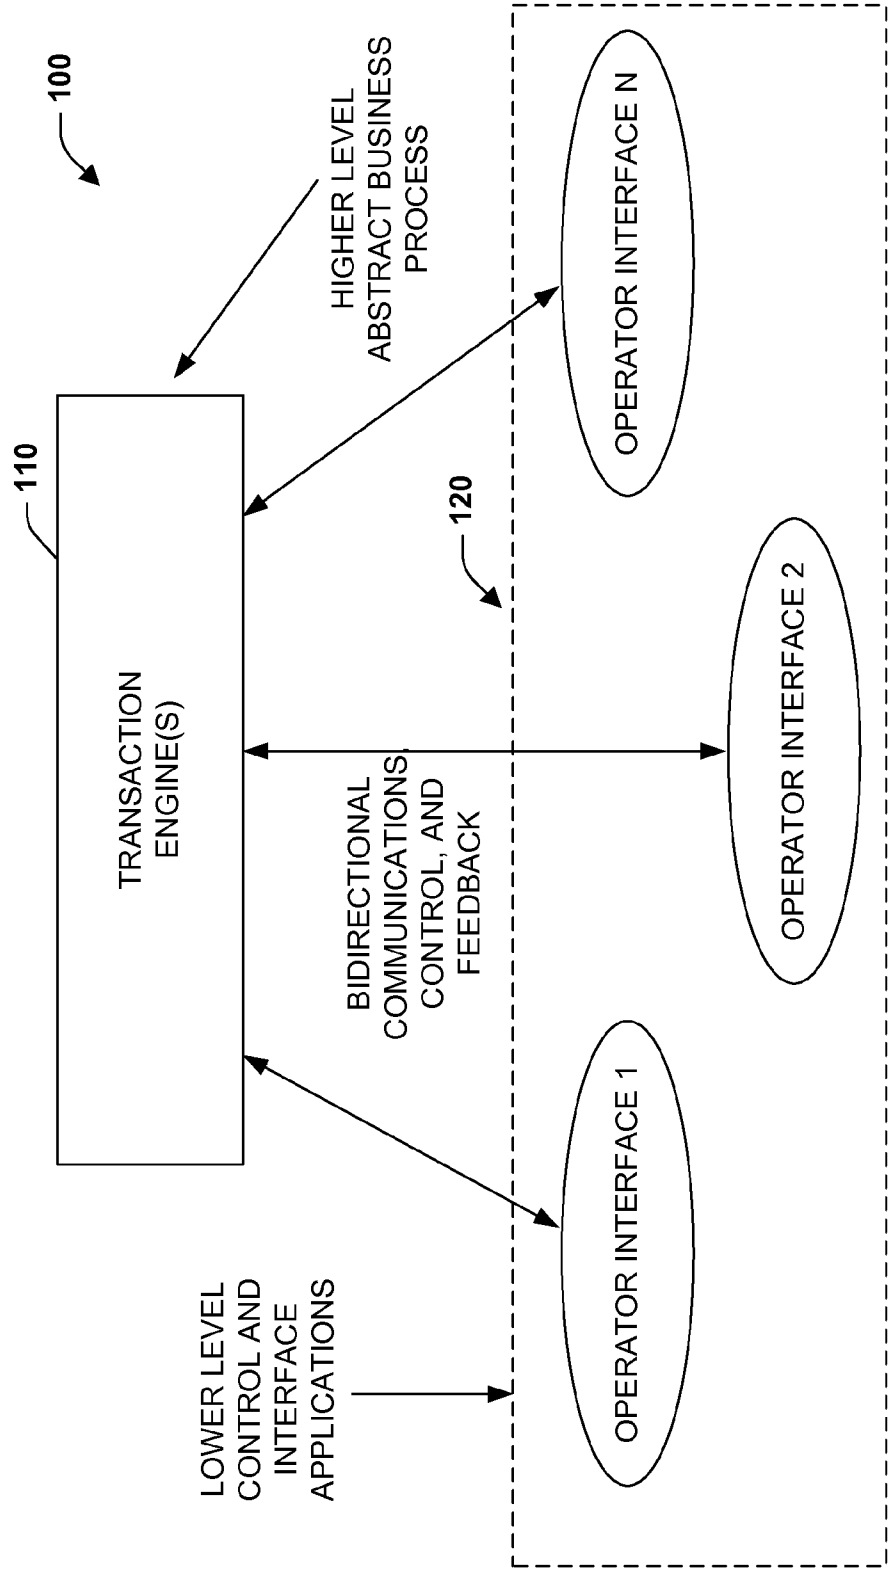 100
110
TRANSACTION
ENGINE(S)
HIGHER LEVEL
ABSTRACT BUSINESS
PROCESS
LOWER LEVEL
CONTROL AND
INTERFACE
APPLICATIONS
BIDIRECTIONAL
COMMUNICATIONS,
CONTROL, AND
FEEDBACK
120
OPERATOR INTERFACE 1
OPERATOR INTERFACE 2
OPERATOR INTERFACE N